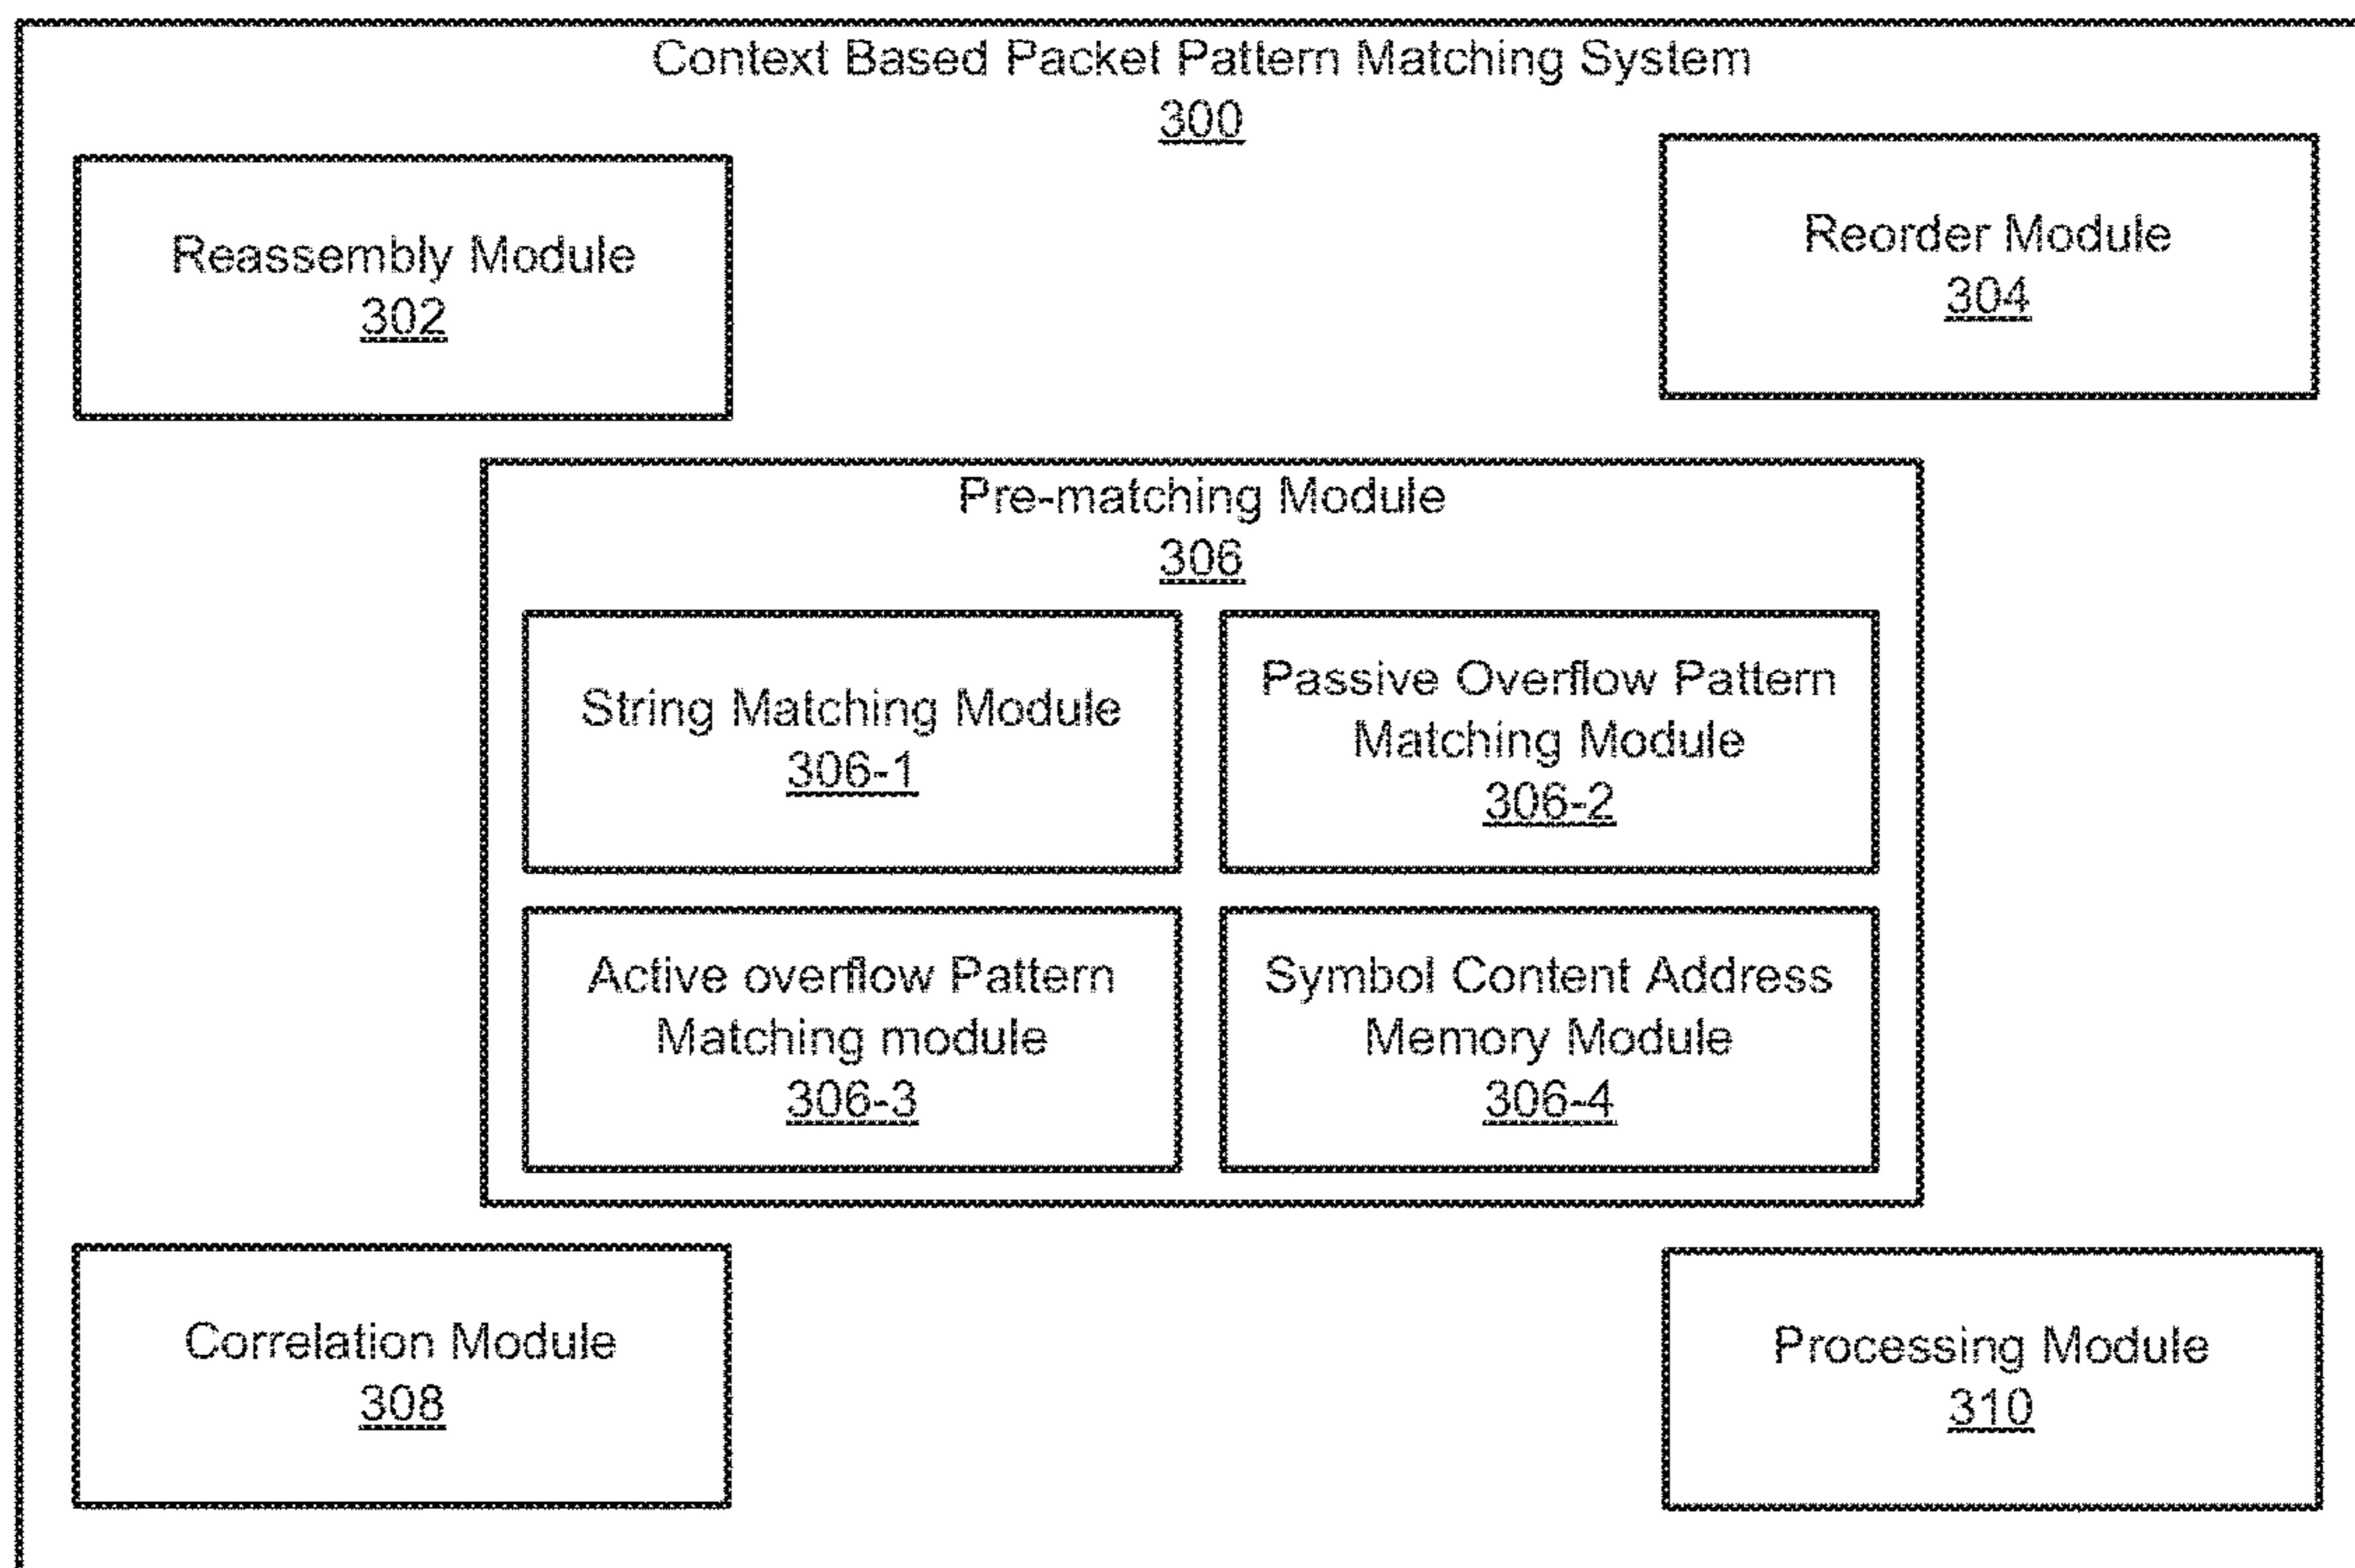 Context Based Packet Pattern Matching System
300
Reassembly Module
302
Reorder Module
304
Pre-matching Module
306
String Matching Module
306-1
Passive Overflow Pattern
Matching Module
306-2
Active overflow Pattern
Matching module
306-3
Symbol Content Address
Memory Module
306-4
Correlation Module
308
Processing Module
310